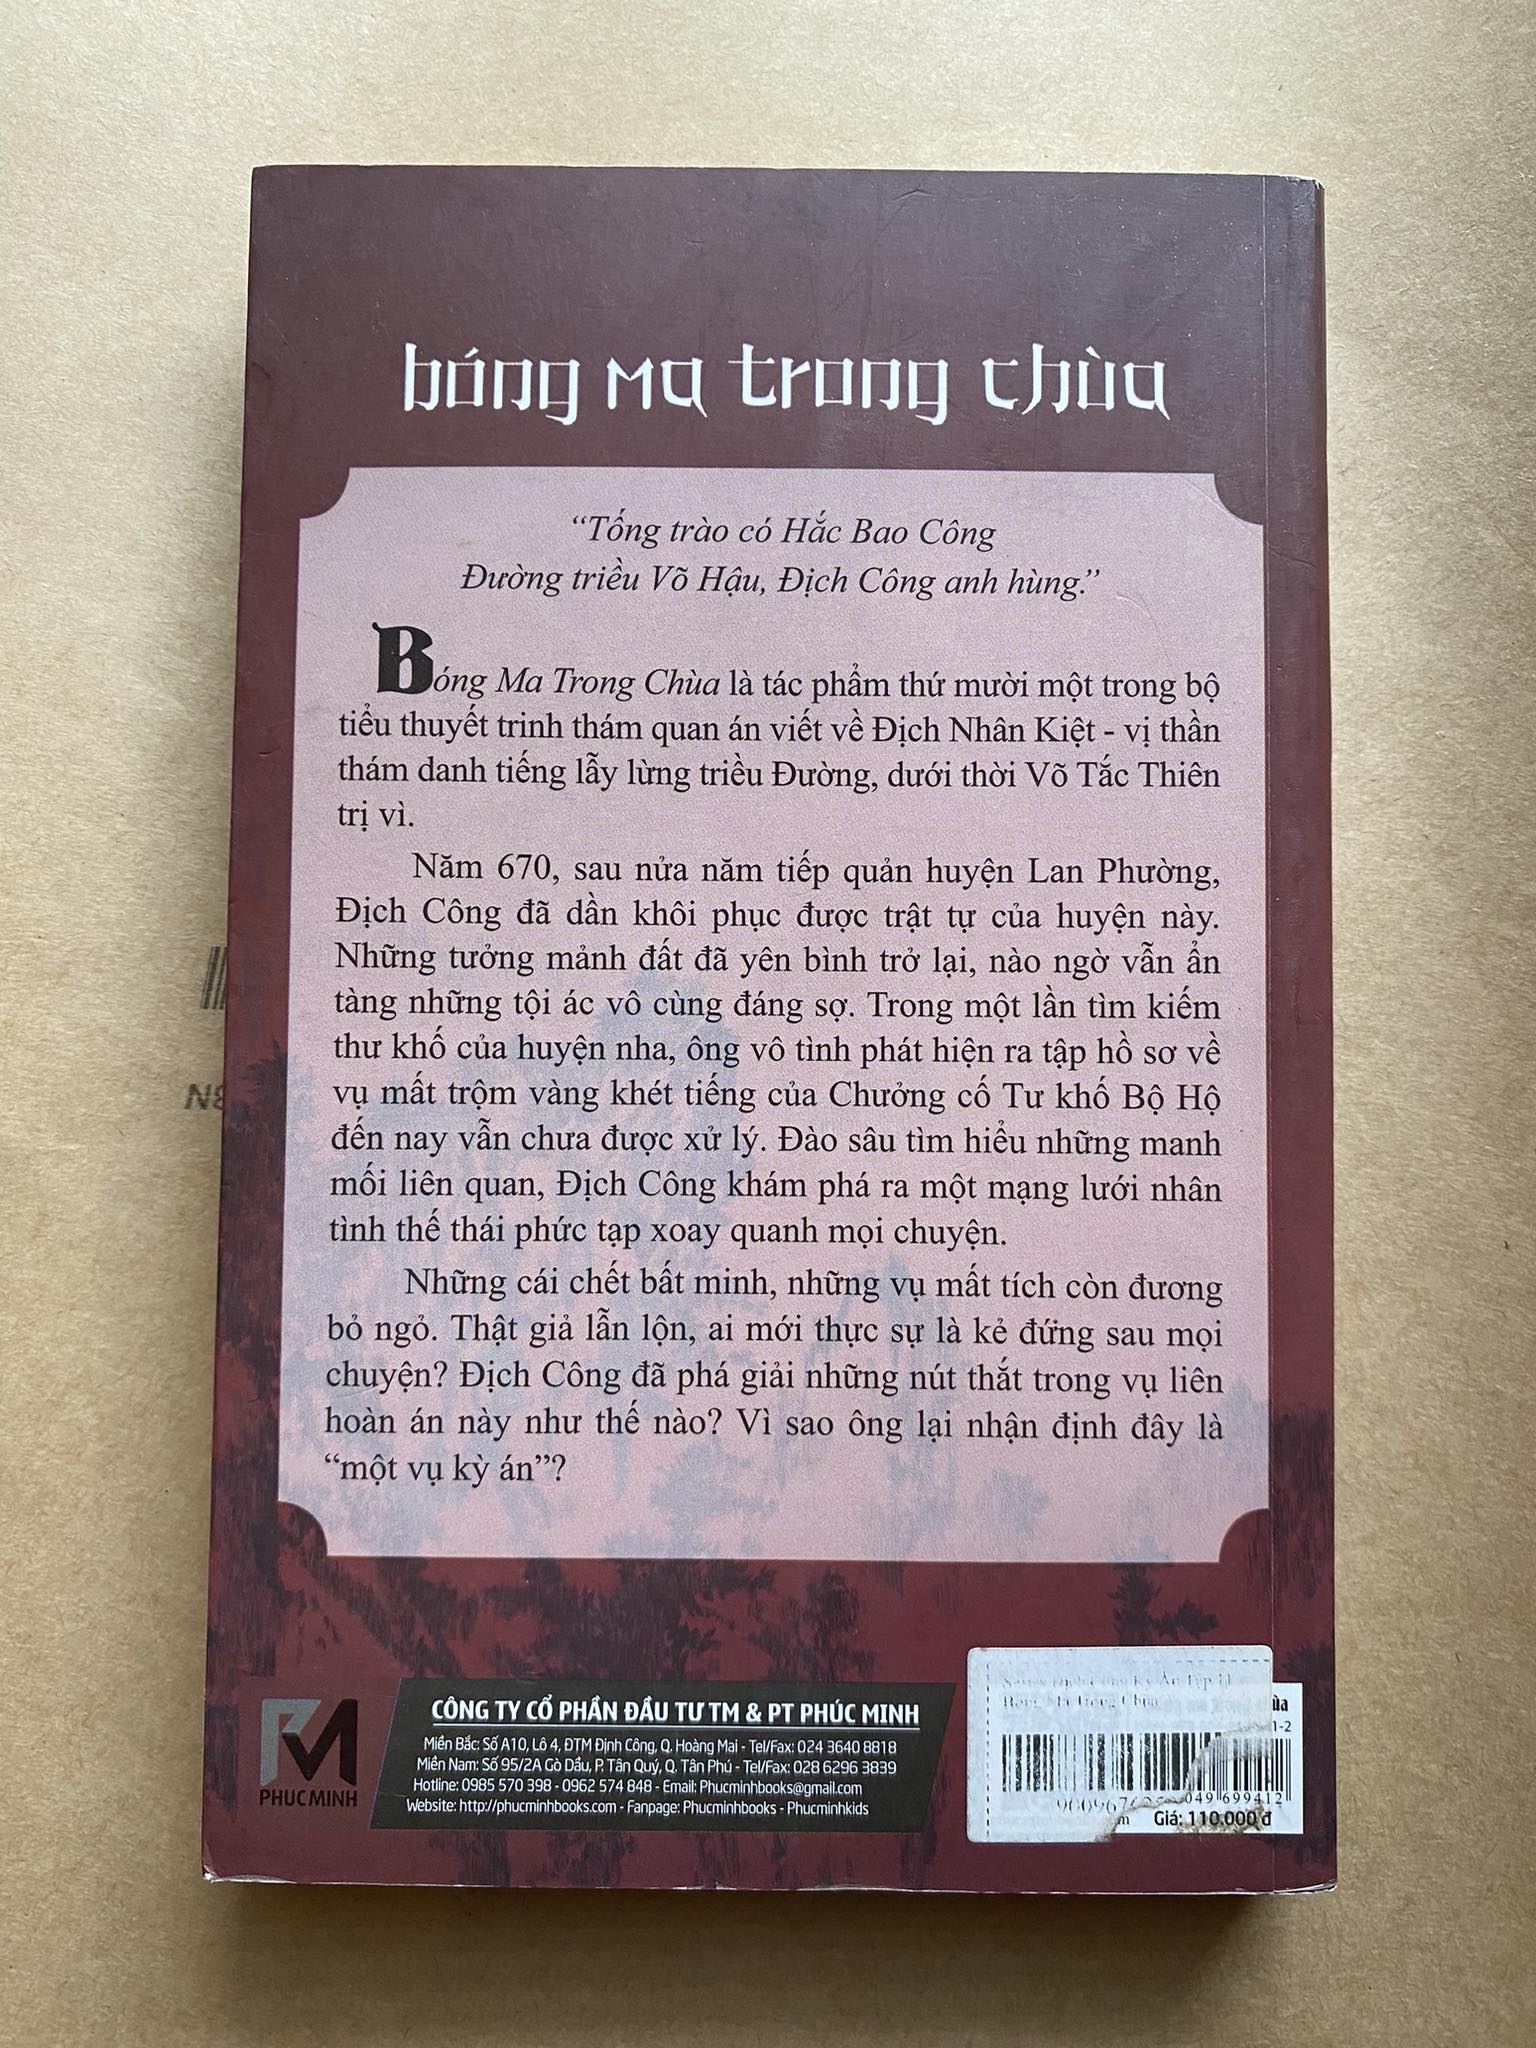 bóng ma trong chùa
“Tống trào có Hắc Bao Công
Đường triều Võ Hậu, Địch Công anh hùng.”
Bóng Ma Trong Chùa là tác phẩm thứ mười một trong bộ
tiểu thuyết trinh thám quan án viết về Địch Nhân Kiệt - vị thần
thám danh tiếng lẫy lừng triều Đường, dưới thời Võ Tắc Thiên
trị vì.
Năm 670, sau nửa năm tiếp quản huyện Lan Phường,
Địch Công đã dần khôi phục được trật tự của huyện này.
Những tưởng mảnh đất đã yên bình trở lại, nào ngờ vẫn ẩn
tàng những tội ác vô cùng đáng sợ. Trong một lần tìm kiếm
thư khố của huyện nha, ông vô tình phát hiện ra tập hồ sơ về
vụ mất trộm vàng khét tiếng của Chưởng cố Tư khố Bộ Hộ
đến nay vẫn chưa được xử lý. Đào sâu tìm hiểu những manh
mối liên quan, Địch Công khám phá ra một mạng lưới nhân
tình thế thái phức tạp xoay quanh mọi chuyện.
Những cái chết bất minh, những vụ mất tích còn đương
bỏ ngỏ. Thật giả lẫn lộn, ai mới thực sự là kẻ đứng sau mọi
chuyện? Địch Công đã phá giải những nút thắt trong vụ liên
hoàn án này như thế nào? Vì sao ông lại nhận định đây là
“một vụ kỳ án”?
PHUCMINH
CÔNG TY CỔ PHẦN ĐẦU TƯ TM & PT PHÚC MINH
Miền Bắc: Số A10, Lô 4, ĐTM Định Công, Q. Hoàng Mai - Tel/Fax: 024 3640 8818
Miền Nam: Số 95/2A Gò Dầu, P. Tân Quý, Q. Tân Phú - Tel/Fax: 028 6296 3839
Hotline: 0985 570 398 - 0962 574 848 - Email: Phucminhbooks@gmail.com
Website: http://phucminhbooks.com - Fanpage: Phucminhbooks - Phucminhkids
Bóng Ma Trong Chùa
1-2
049 699412
Giá: 110.000 đ